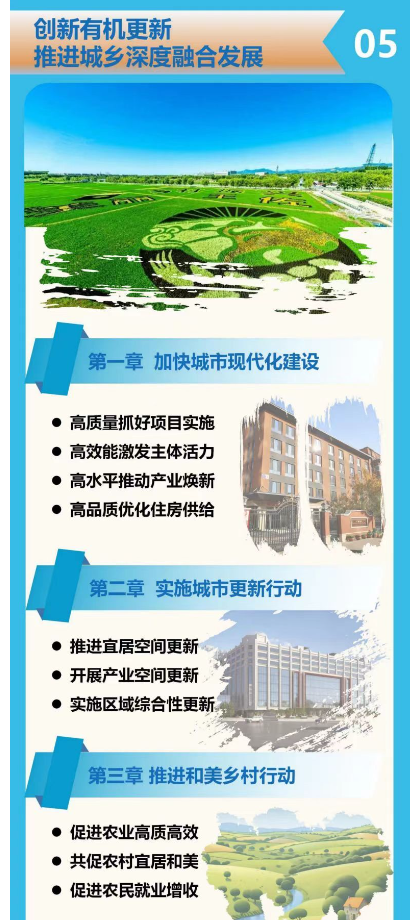 创新有机更新
推进城乡深度融合发展
05
第一章 加快城市现代化建设
● 高质量抓好项目实施
● 高效能激发主体活力
● 高水平推动产业焕新
● 高品质优化住房供给
第二章 实施城市更新行动
● 推进宜居空间更新
● 开展产业空间更新
● 实施区域综合性更新
第三章 推进和美乡村行动
● 促进农业高质高效
● 共促农村宜居和美
● 促进农民就业增收